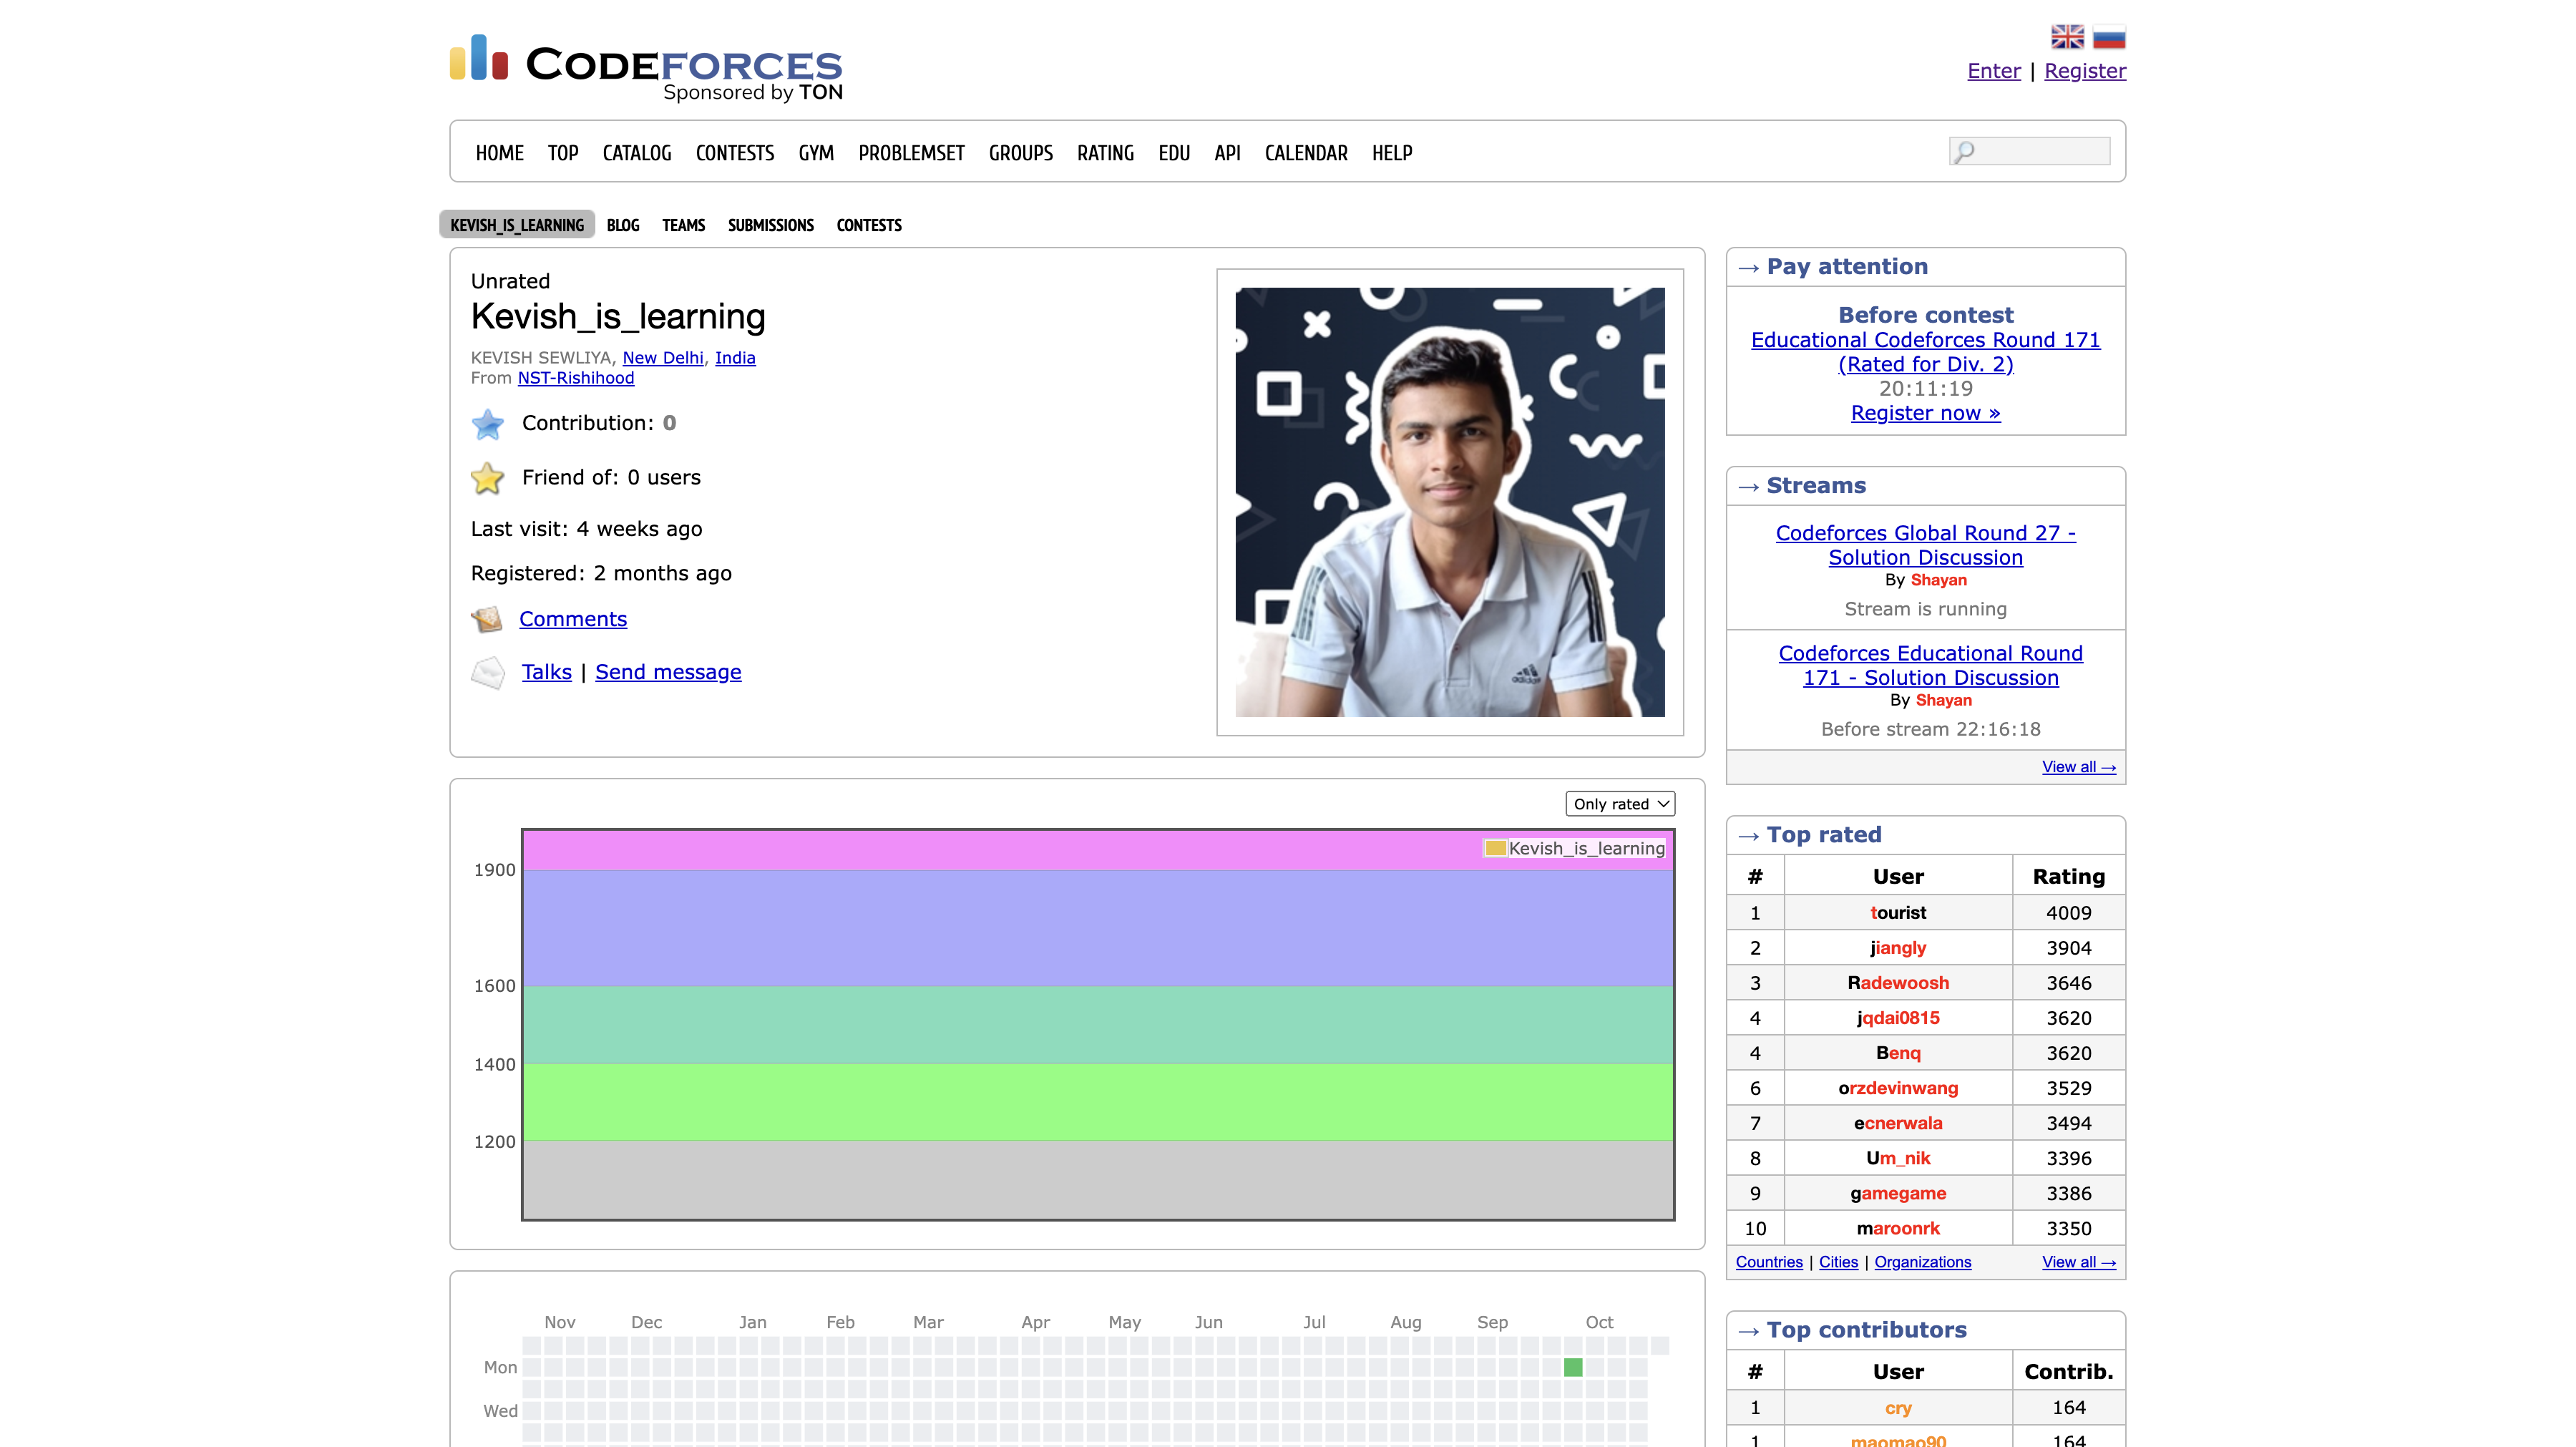 CODEFORCES
Sponsored by TON
Enter | Register
HOME TOP CATALOG CONTESTS GYM PROBLEMSET GROUPS RATING EDU API CALENDAR HELP
KEVISH_IS_LEARNING BLOG TEAMS SUBMISSIONS CONTESTS
Unrated
Kevish_is_learning
KEVISH SEWLIYA, New Delhi, India
From NST-Rishihood
Contribution: 0
Friend of: 0 users
Last visit: 4 weeks ago
Registered: 2 months ago
Comments
Talks | Send message
adidas
Only rated
Kevish_is_learning
1900
1600
1400
1200
Nov Dec Jan Feb Mar Apr May Jun Jul Aug Sep Oct
Mon
Wed
→ Pay attention
Before contest
Educational Codeforces Round 171
(Rated for Div. 2)
20:11:19
Register now »
→ Streams
Codeforces Global Round 27 -
Solution Discussion
By Shayan
Stream is running
Codeforces Educational Round
171 - Solution Discussion
By Shayan
Before stream 22:16:18
View all →
→ Top rated
# User Rating
1 tourist 4009
2 jiangly 3904
3 Radewoosh 3646
4 jqdai0815 3620
4 Benq 3620
6 orzdevinwang 3529
7 ecnerwala 3494
8 Um_nik 3396
9 gamegame 3386
10 maroonrk 3350
Countries | Cities | Organizations View all →
→ Top contributors
# User Contrib.
1 cry 164
1 maomao90 164